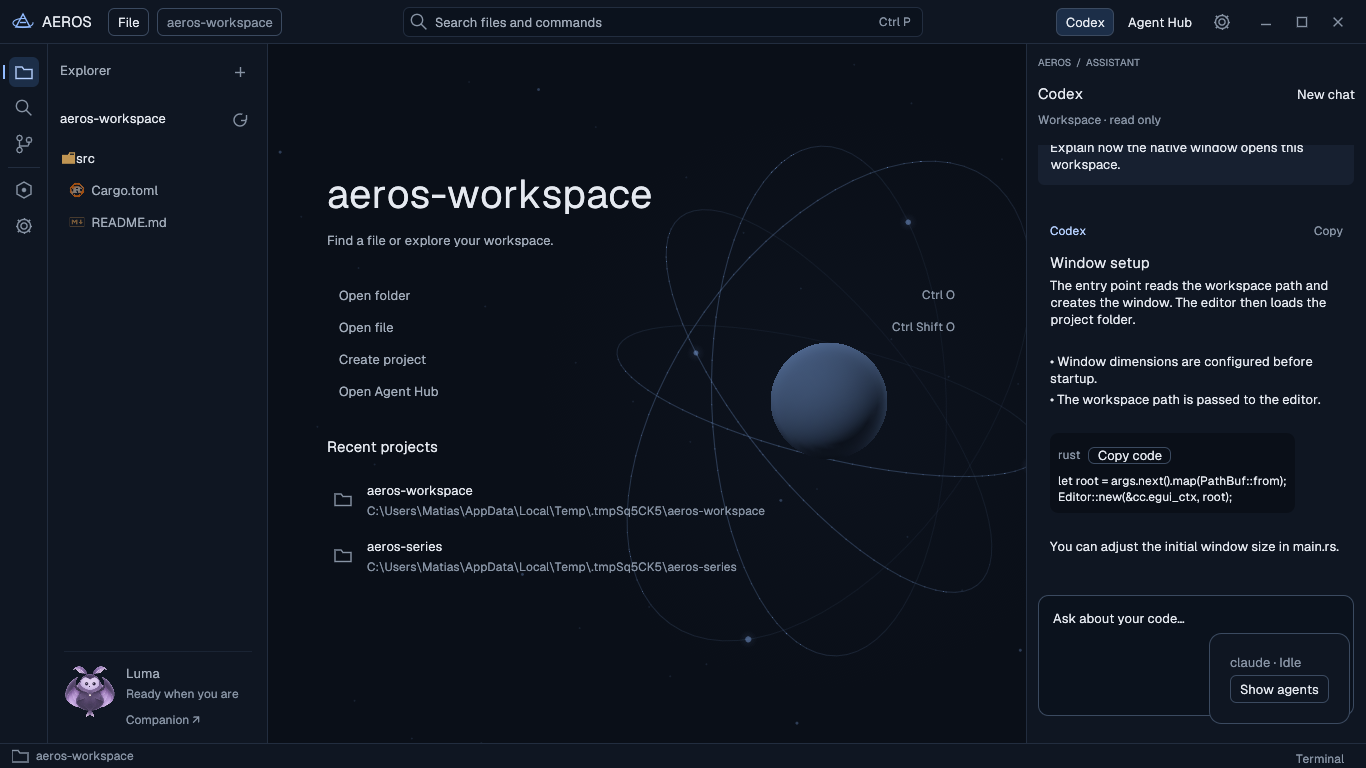 AEROS
File
aeros-workspace
Search files and commands
Ctrl P
Codex
Agent Hub
Explorer
+
aeros-workspace
src
Cargo.toml
M↓
README.md
Luma
Ready when you are
Companion ↗
aeros-workspace
Find a file or explore your workspace.
Open folder
Ctrl O
Open file
Ctrl Shift O
Create project
Open Agent Hub
Recent projects
aeros-workspace
C:\Users\Matias\AppData\Local\Temp\.tmpSq5CK5\aeros-workspace
aeros-series
C:\Users\Matias\AppData\Local\Temp\.tmpSq5CK5\aeros-series
AEROS / ASSISTANT
Codex
New chat
Workspace · read only
Explain how the native window opens this
workspace.
Codex
Copy
Window setup
The entry point reads the workspace path and
creates the window. The editor then loads the
project folder.
• Window dimensions are configured before
startup.
• The workspace path is passed to the editor.
rust
Copy code
let root = args.next().map(PathBuf::from);
Editor::new(&cc.egui_ctx, root);
You can adjust the initial window size in main.rs.
Ask about your code…
claude · Idle
Show agents
aeros-workspace
Terminal